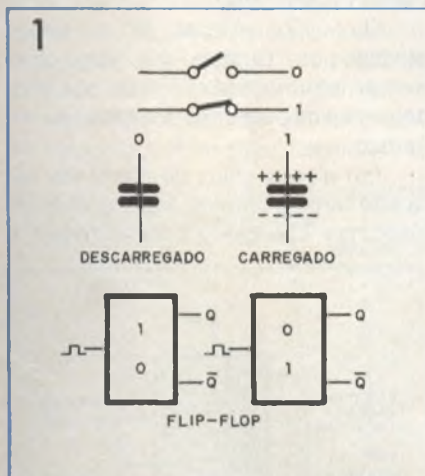 1
0
1
0 1
++++
----
DESCARREGADO CARREGADO
1 Q 0 Q
0 Q̅ 1 Q̅
FLIP-FLOP